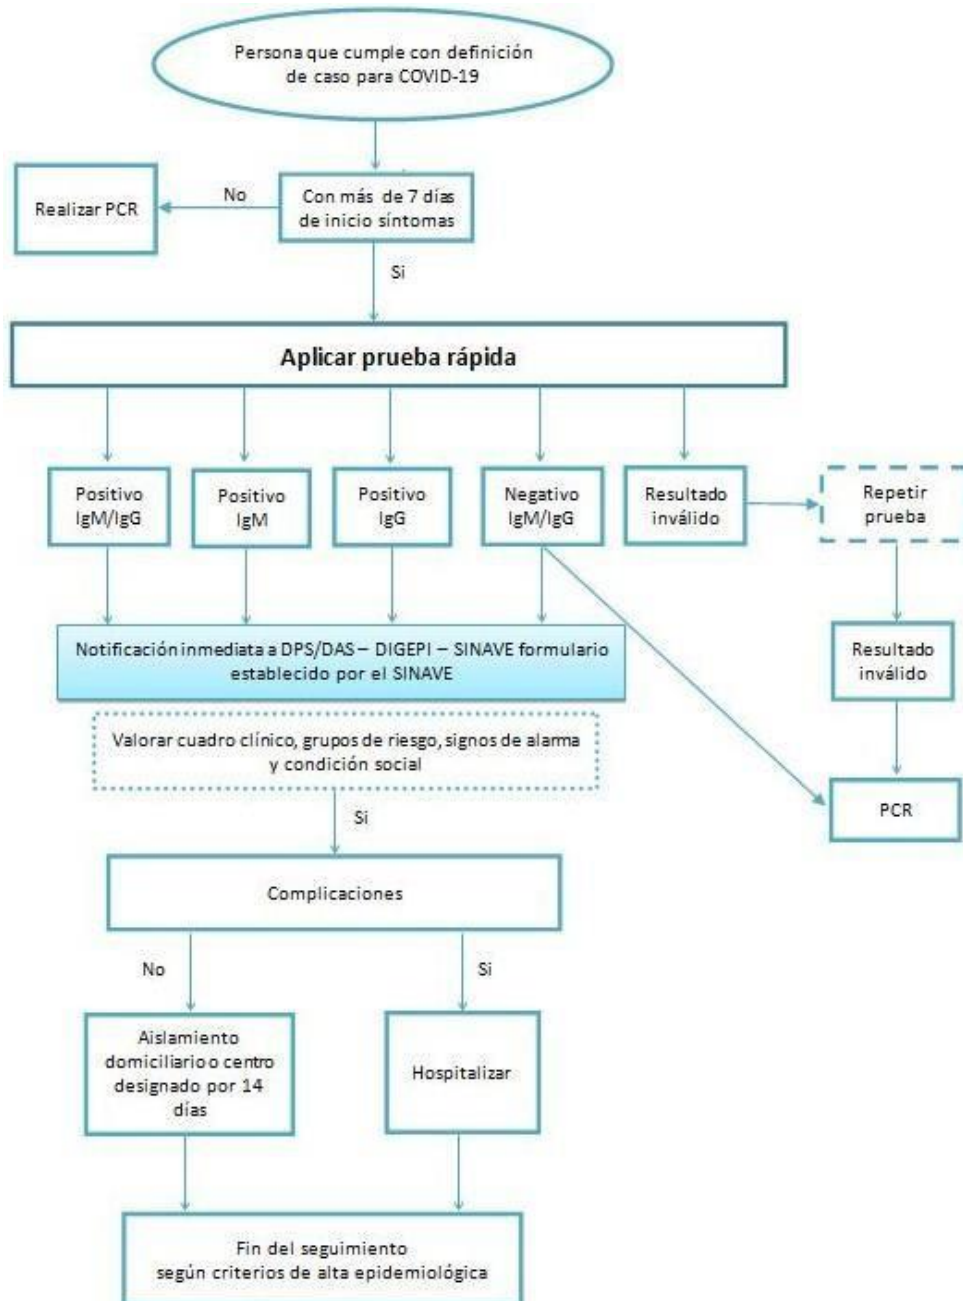 Persona que cumple con definición
de caso para COVID-19
Realizar PCR
No
Con más de 7 días
de inicio síntomas
Si
Aplicar prueba rápida
Positivo
IgM/IgG
Positivo
IgM
Positivo
IgG
Negativo
IgM/IgG
Resultado
inválido
Repetir
prueba
Notificación inmediata a DPS/DAS – DIGEPI – SINAVE formulario
establecido por el SINAVE
Resultado
inválido
Valorar cuadro clínico, grupos de riesgo, signos de alarma
y condición social
PCR
Si
Complicaciones
No
Si
Aislamiento
domiciliario o centro
designado por 14
días
Hospitalizar
Fin del seguimiento
según criterios de alta epidemiológica